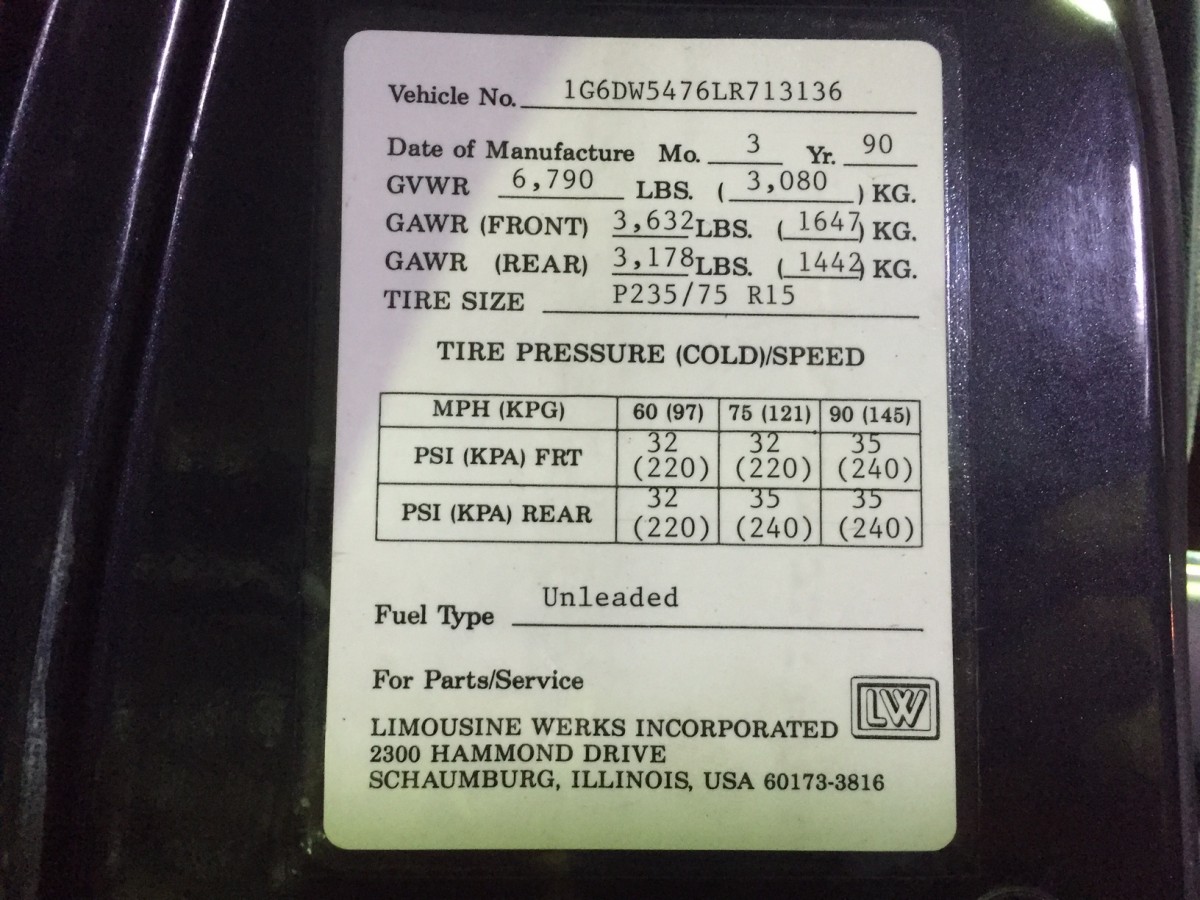 Vehicle No. 1G6DW5476LR713136
Date of Manufacture Mo. 3 Yr. 90
GVWR 6,790 LBS. ( 3,080 ) KG.
GAWR (FRONT) 3,632 LBS. ( 1647) KG.
GAWR (REAR) 3,178 LBS. ( 1442) KG.
TIRE SIZE P235/75 R15
TIRE PRESSURE (COLD)/SPEED
MPH (KPG) 60 (97) 75 (121) 90 (145)
PSI (KPA) FRT 32 (220) 32 (220) 35 (240)
PSI (KPA) REAR 32 (220) 35 (240) 35 (240)
Fuel Type Unleaded
For Parts/Service
LW
LIMOUSINE WERKS INCORPORATED
2300 HAMMOND DRIVE
SCHAUMBURG, ILLINOIS, USA 60173-3816